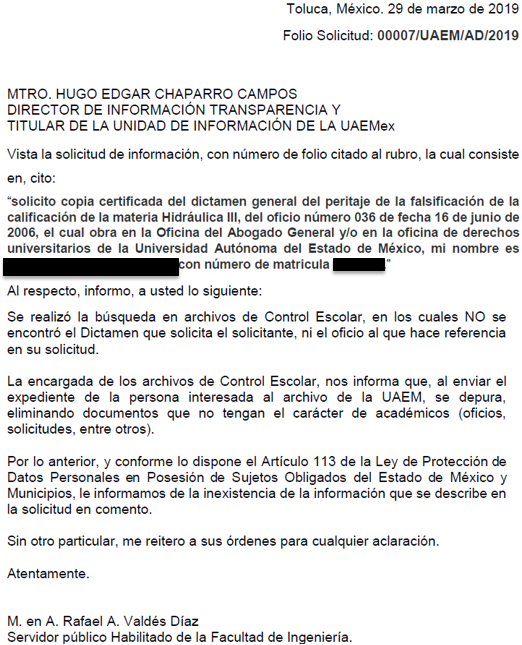 Toluca, México. 29 de marzo de 2019
Folio Solicitud: 00007/UAEM/AD/2019
MTRO. HUGO EDGAR CHAPARRO CAMPOS
DIRECTOR DE INFORMACIÓN TRANSPARENCIA Y
TITULAR DE LA UNIDAD DE INFORMACIÓN DE LA UAEMex
Vista la solicitud de información, con número de folio citado al rubro, la cual consiste
en, cito:
“solicito copia certificada del dictamen general del peritaje de la falsificación de la
calificación de la materia Hidráulica III, del oficio número 036 de fecha 16 de junio de
2006, el cual obra en la Oficina del Abogado General y/o en la oficina de derechos
universitarios de la Universidad Autónoma del Estado de México, mi nombre es
con número de matricula ."
Al respecto, informo, a usted lo siguiente:
Se realizó la búsqueda en archivos de Control Escolar, en los cuales NO se
encontró el Dictamen que solicita el solicitante, ni el oficio al que hace referencia
en su solicitud.
La encargada de los archivos de Control Escolar, nos informa que, al enviar el
expediente de la persona interesada al archivo de la UAEM, se depura,
eliminando documentos que no tengan el carácter de académicos (oficios,
solicitudes, entre otros).
Por lo anterior, y conforme lo dispone el Artículo 113 de la Ley de Protección de
Datos Personales en Posesión de Sujetos Obligados del Estado de México y
Municipios, le informamos de la inexistencia de la información que se describe en
la solicitud en comento.
Sin otro particular, me reitero a sus órdenes para cualquier aclaración.
Atentamente.
M. en A. Rafael A. Valdés Díaz
Servidor público Habilitado de la Facultad de Ingeniería.